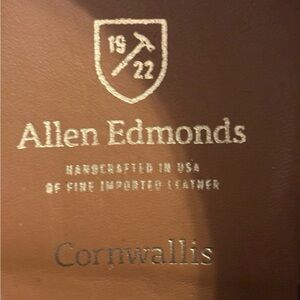 19
22
Allen Edmonds
HANDCRAFTED IN USA
OF FINE IMPORTED LEATHER
Cornwallis